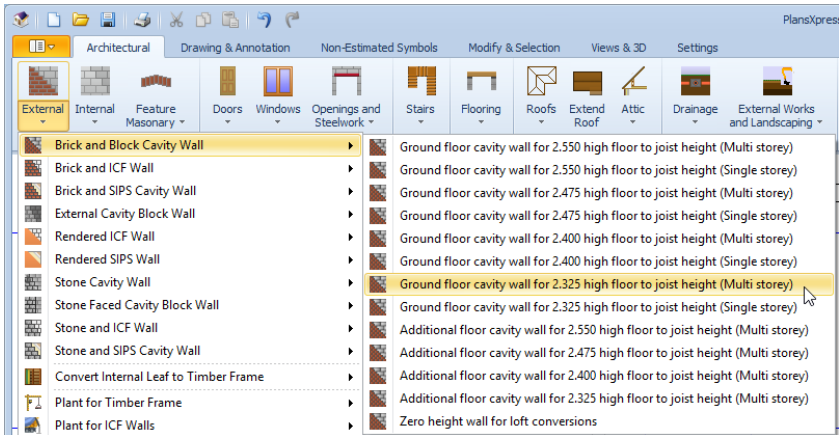 PlansXpres
Architectural
Drawing & Annotation
Non-Estimated Symbols
Modify & Selection
Views & 3D
Settings
External
Internal
Feature
Masonary
Doors
Windows
Openings and
Steelwork
Stairs
Flooring
Roofs
Extend
Roof
Attic
Drainage
External Works
and Landscaping
Brick and Block Cavity Wall
Brick and ICF Wall
Brick and SIPS Cavity Wall
External Cavity Block Wall
Rendered ICF Wall
Rendered SIPS Wall
Stone Cavity Wall
Stone Faced Cavity Block Wall
Stone and ICF Wall
Stone and SIPS Cavity Wall
Convert Internal Leaf to Timber Frame
Plant for Timber Frame
Plant for ICF Walls
Ground floor cavity wall for 2.550 high floor to joist height (Multi storey)
Ground floor cavity wall for 2.550 high floor to joist height (Single storey)
Ground floor cavity wall for 2.475 high floor to joist height (Multi storey)
Ground floor cavity wall for 2.475 high floor to joist height (Single storey)
Ground floor cavity wall for 2.400 high floor to joist height (Multi storey)
Ground floor cavity wall for 2.400 high floor to joist height (Single storey)
Ground floor cavity wall for 2.325 high floor to joist height (Multi storey)
Ground floor cavity wall for 2.325 high floor to joist height (Single storey)
Additional floor cavity wall for 2.550 high floor to joist height (Multi storey)
Additional floor cavity wall for 2.475 high floor to joist height (Multi storey)
Additional floor cavity wall for 2.400 high floor to joist height (Multi storey)
Additional floor cavity wall for 2.325 high floor to joist height (Multi storey)
Zero height wall for loft conversions